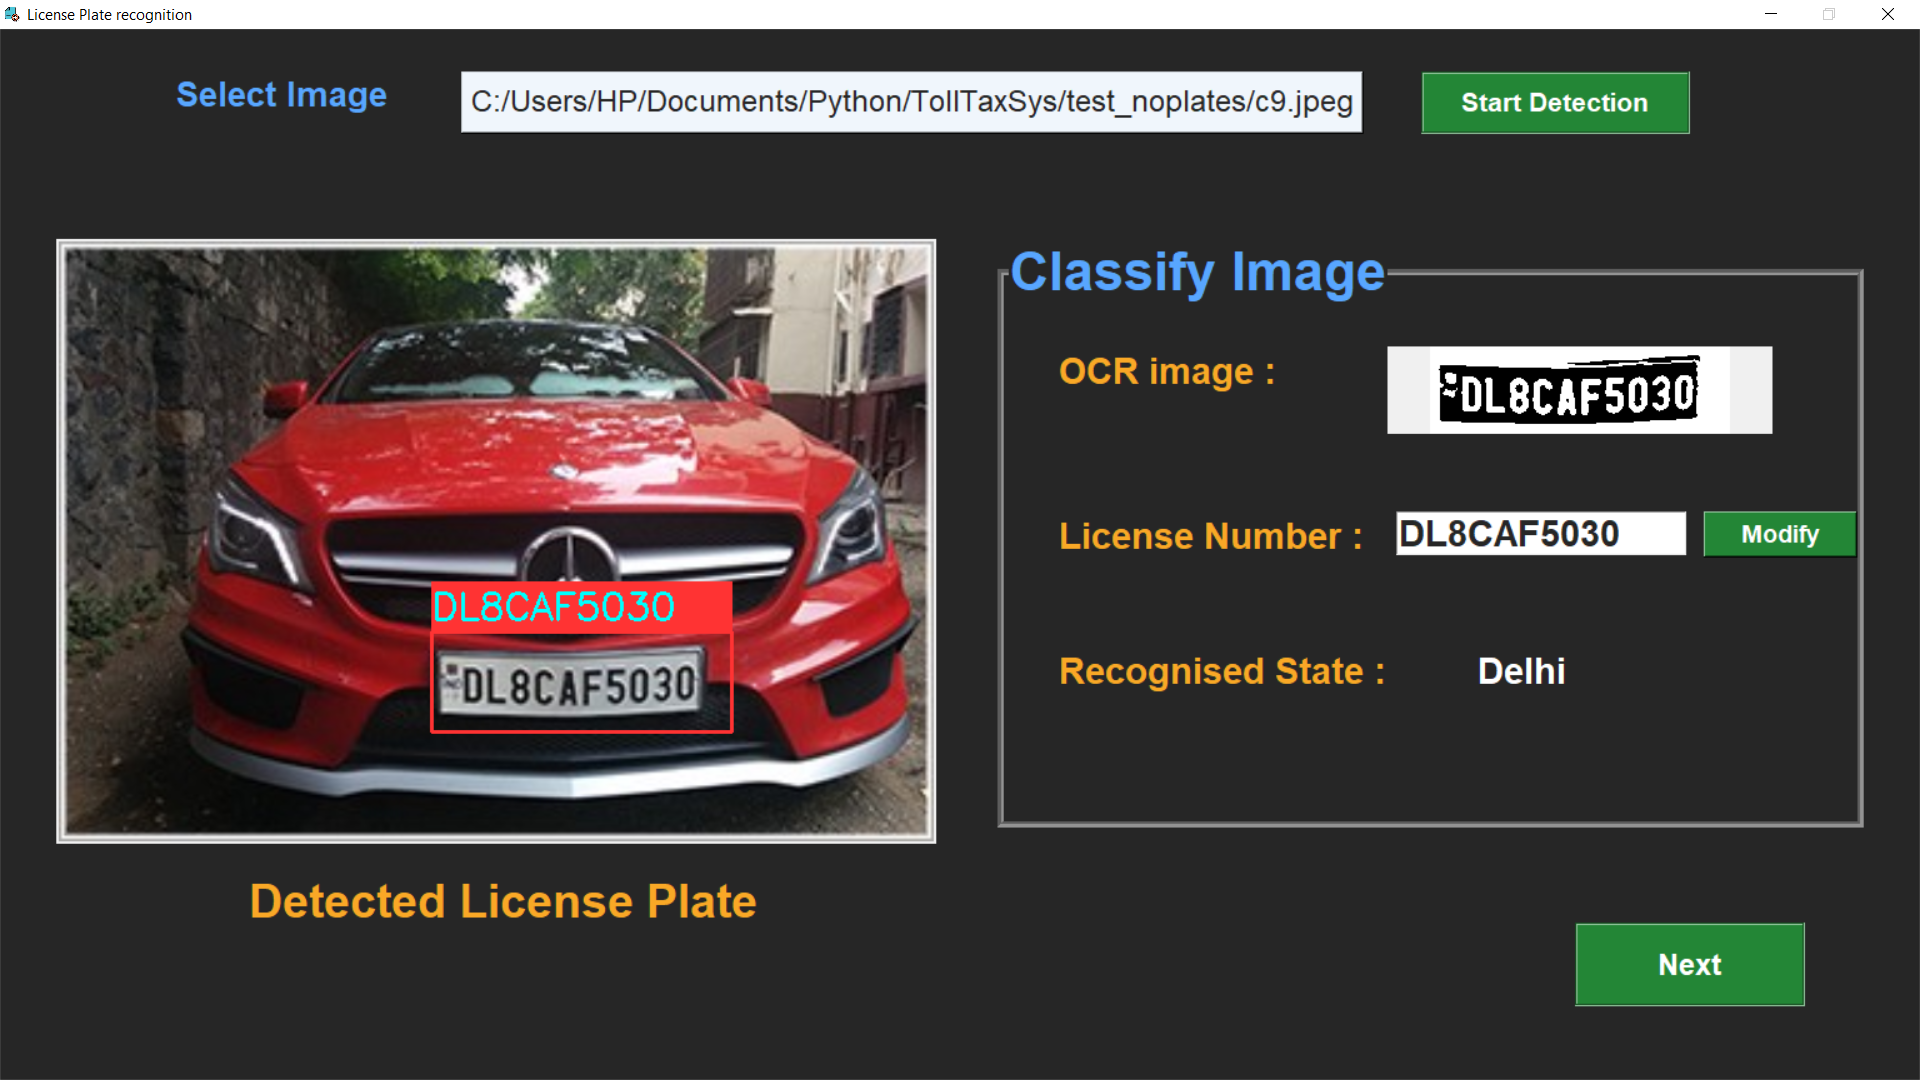 License Plate recognition
Select Image
C:/Users/HP/Documents/Python/TollTaxSys/test_noplates/c9.jpeg
Start Detection
DL8CAF5030
DL8CAF5030
Detected License Plate
Classify Image
OCR image :
DL8CAF5030
License Number :
DL8CAF5030
Modify
Recognised State :
Delhi
Next